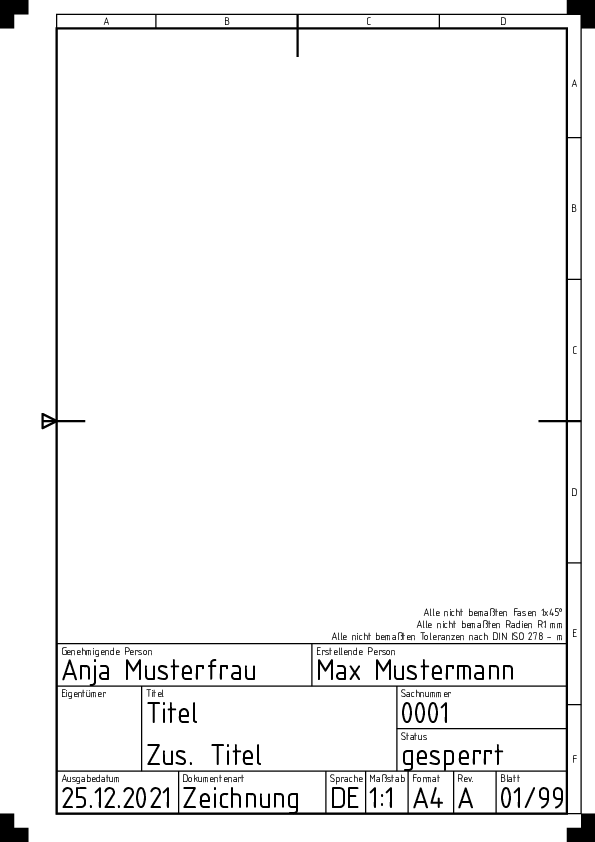 A B C D
A
B
C
D
E
F
Alle nicht bemaßten Fasen 1x45°
Alle nicht bemaßten Radien R1 mm
Alle nicht bemaßten Toleranzen nach DIN ISO 278 - m
Genehmigende Person Erstellende Person
Anja Musterfrau Max Mustermann
Eigentümer Titel Sachnummer
Titel 0001
Status
Zus. Titel gesperrt
Ausgabedatum Dokumentenart Sprache Maßstab Format Rev. Blatt
25.12.2021 Zeichnung DE 1:1 A4 A 01/99